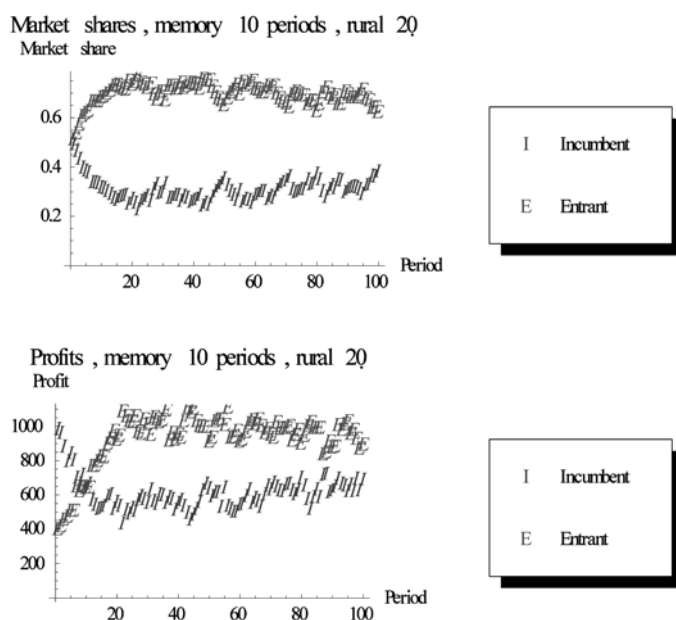 Market shares , memory 10 periods , rural 20
Market share
0.6
0.4
0.2
20 40 60 80 100
Period
I Incumbent
E Entrant
Profits , memory 10 periods , rural 20
Profit
1000
800
600
400
200
20 40 60 80 100
Period
I Incumbent
E Entrant